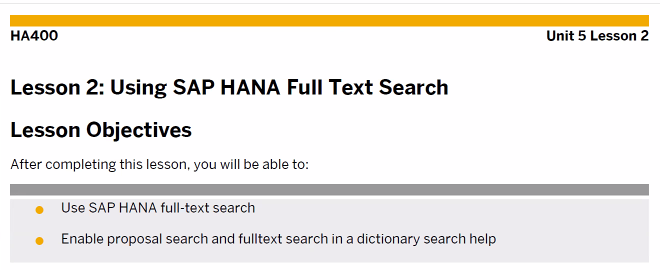 HA400
Unit 5 Lesson 2
Lesson 2: Using SAP HANA Full Text Search
Lesson Objectives
After completing this lesson, you will be able to:
Use SAP HANA full-text search
Enable proposal search and fulltext search in a dictionary search help